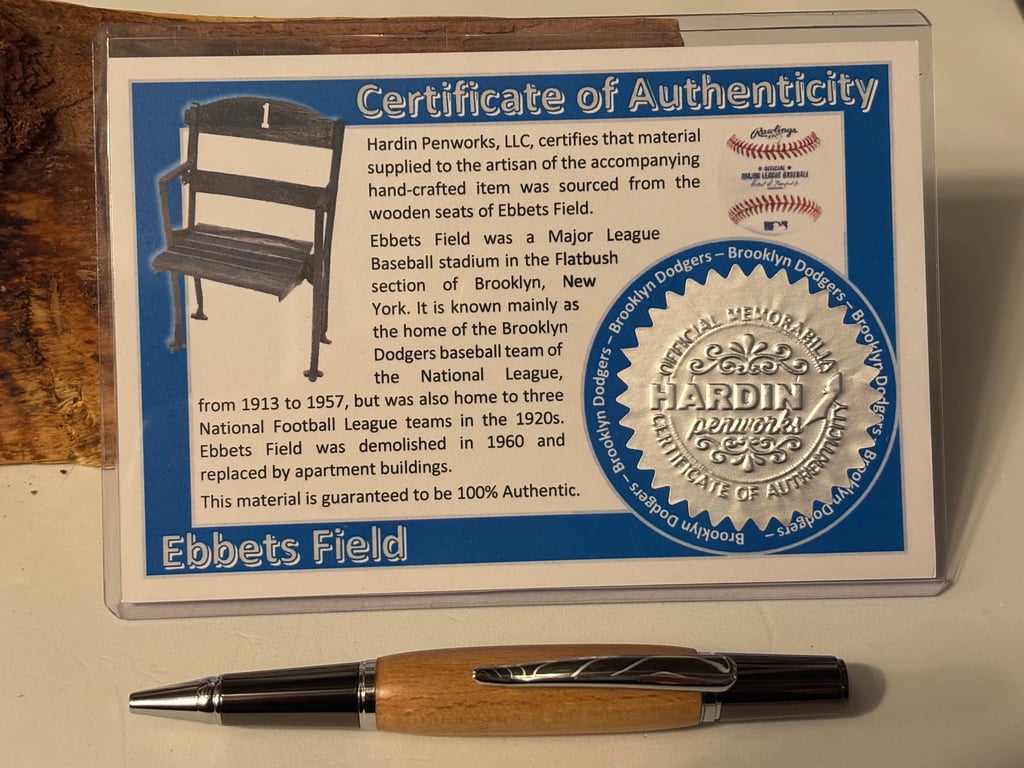 Certificate of Authenticity
1
Hardin Penworks, LLC, certifies that material
supplied to the artisan of the accompanying
hand-crafted item was sourced from the
wooden seats of Ebbets Field.
Ebbets Field was a Major League
Baseball stadium in the Flatbush
section of Brooklyn, New
York. It is known mainly as
the home of the Brooklyn
Dodgers baseball team of
the National League,
from 1913 to 1957, but was also home to three
National Football League teams in the 1920s.
Ebbets Field was demolished in 1960 and
replaced by apartment buildings.
This material is guaranteed to be 100% Authentic.
Rawlings
OFFICIAL
MAJOR LEAGUE BASEBALL
Brooklyn Dodgers – Brooklyn Dodgers – Brooklyn Dodgers – Brooklyn Dodgers – Brooklyn Dodgers – Brooklyn Dodgers – Brooklyn Dodgers –
OFFICIAL MEMORABILIA
HARDIN
penworks
CERTIFICATE OF AUTHENTICITY
Ebbets Field